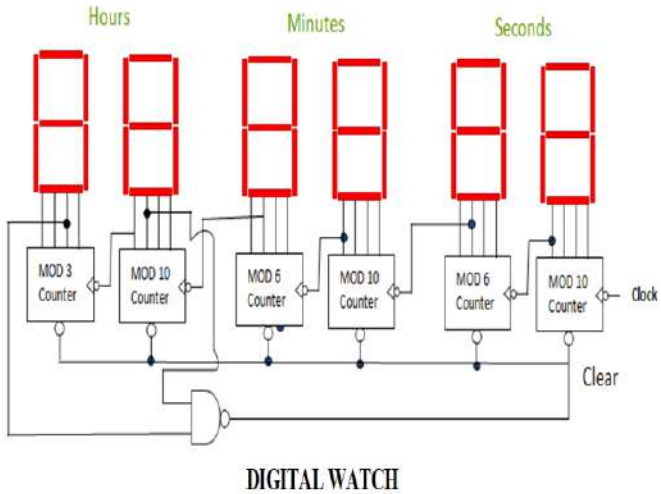 Hours
Minutes
Seconds
MOD 3
Counter
MOD 10
Counter
MOD 6
Counter
MOD 10
Counter
MOD 6
Counter
MOD 10
Counter
Clock
Clear
DIGITAL WATCH